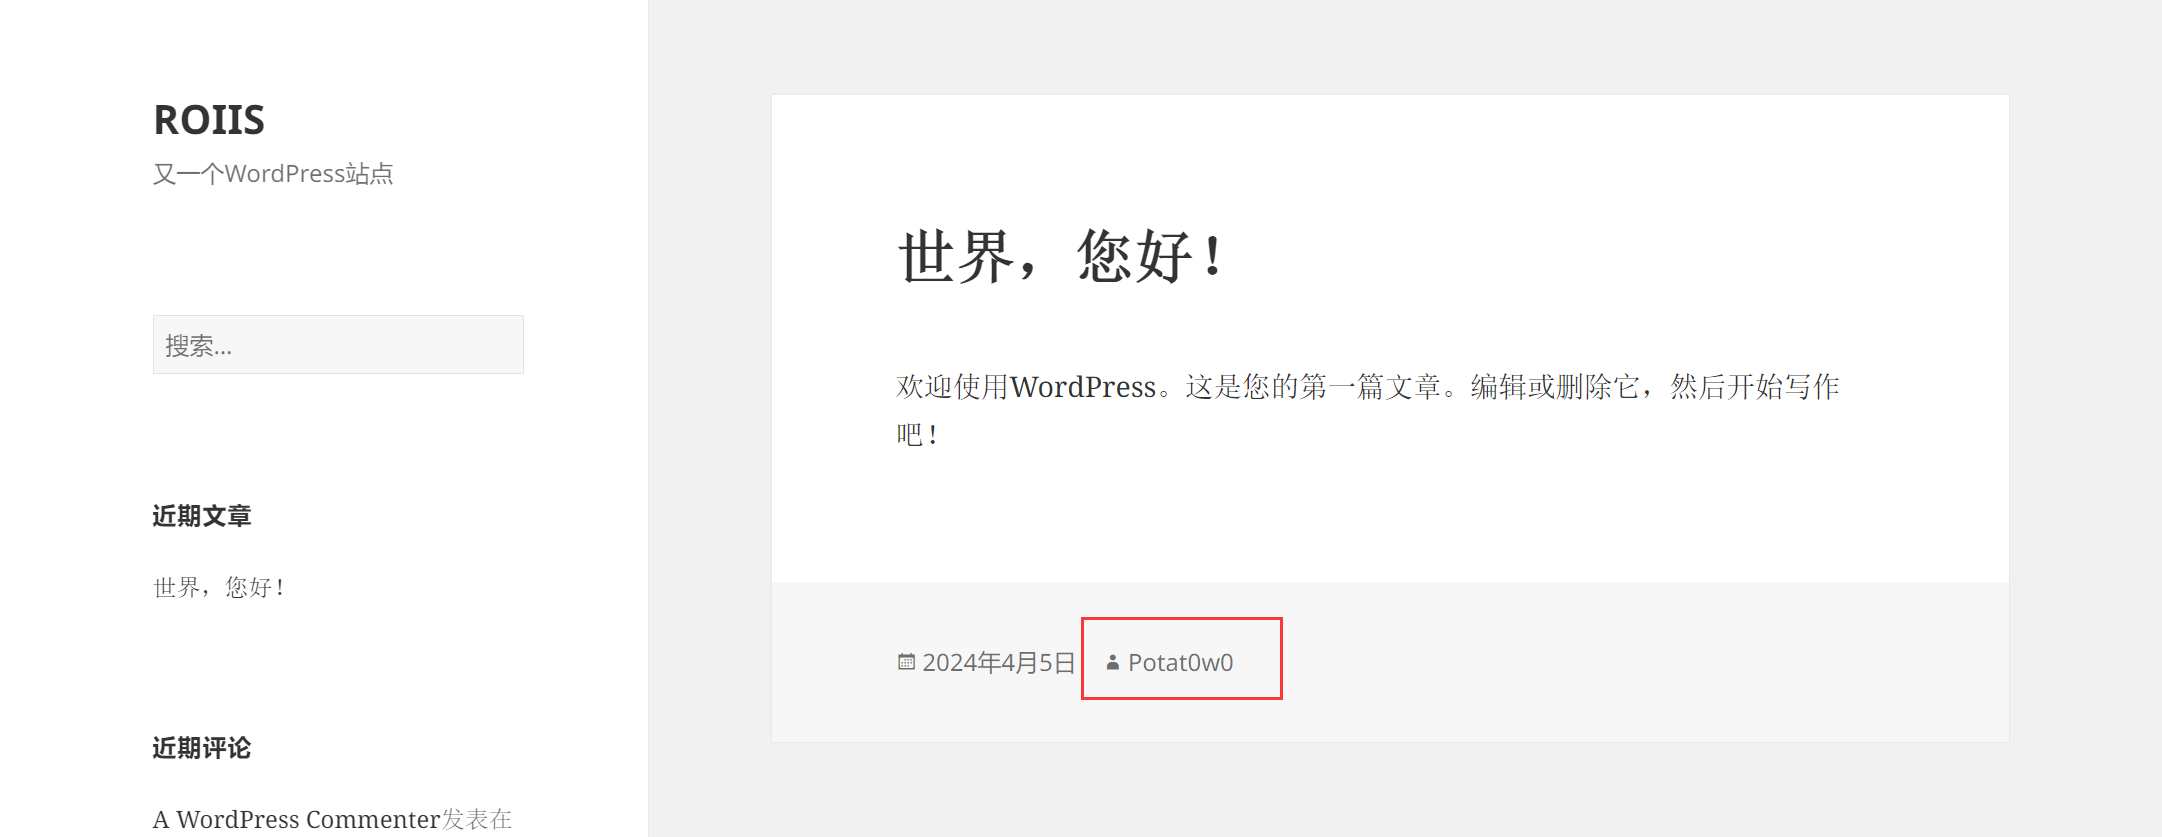 ROIIS
又一个WordPress站点
搜索...
近期文章
世界，您好！
近期评论
A WordPress Commenter发表在
世界，您好！
欢迎使用WordPress。这是您的第一篇文章。编辑或删除它，然后开始写作
吧！
2024年4月5日 Potat0w0